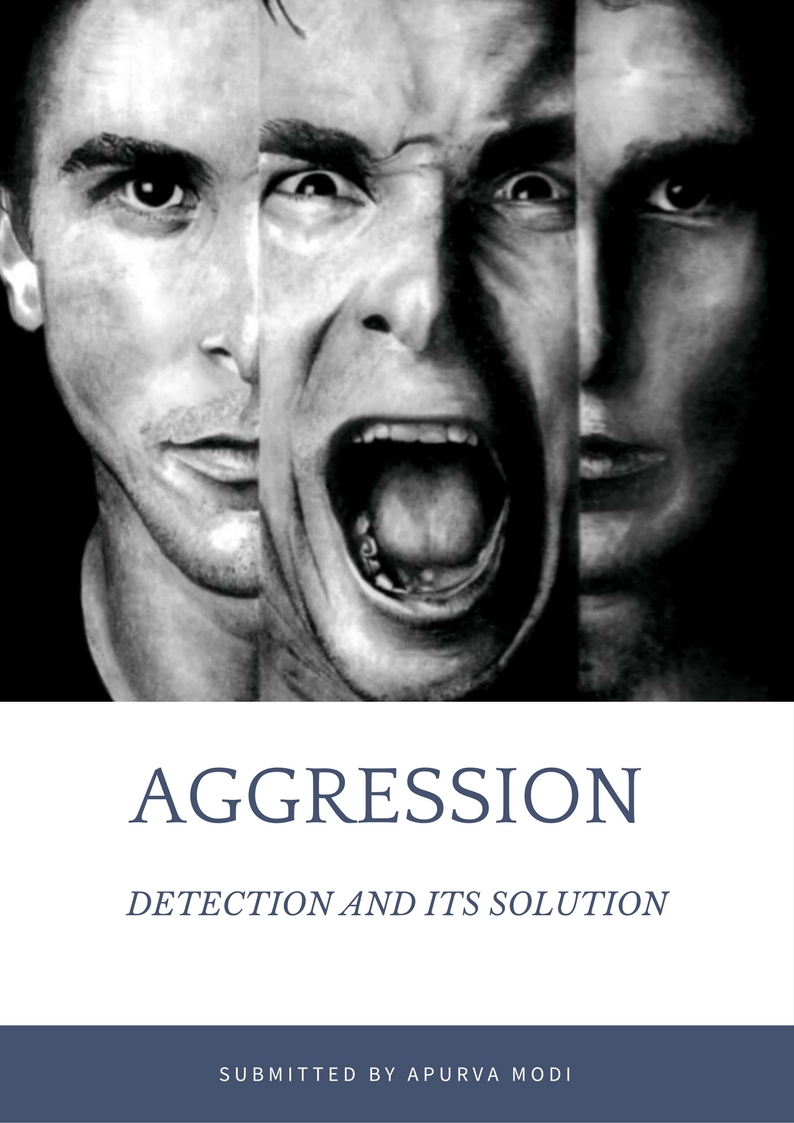 AGGRESSION
DETECTION AND ITS SOLUTION
SUBMITTED BY APURVA MODI